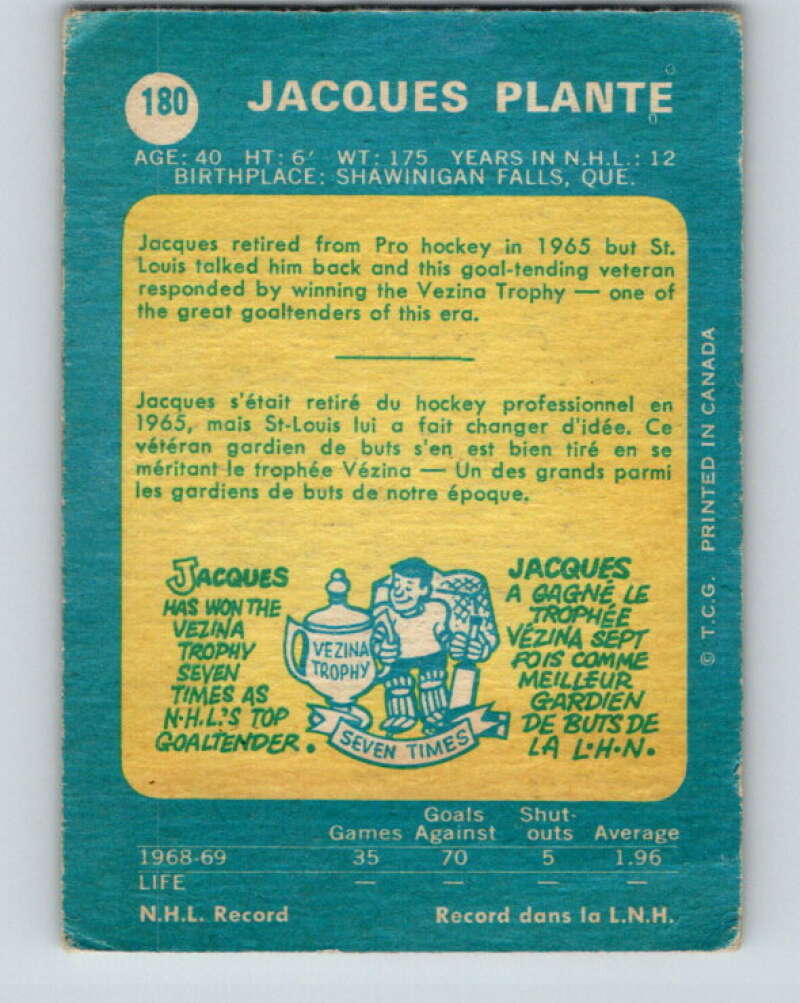 180
JACQUES PLANTE
AGE: 40 HT: 6' WT: 175 YEARS IN N.H.L.: 12
BIRTHPLACE: SHAWINIGAN FALLS, QUE.
Jacques retired from Pro hockey in 1965 but St.
Louis talked him back and this goal-tending veteran
responded by winning the Vezina Trophy — one of
the great goaltenders of this era.
Jacques s'était retiré du hockey professionnel en
1965, mais St-Louis lui a fait changer d'idée. Ce
vétéran gardien de buts s'en est bien tiré en se
méritant le trophée Vézina — Un des grands parmi
les gardiens de buts de notre époque.
JACQUES
HAS WON THE
VEZINA
TROPHY
SEVEN
TIMES AS
N.H.L.'S TOP
GOALTENDER.
VEZINA
TROPHY
SEVEN TIMES
JACQUES
A GAGNÉ LE
TROPHÉE
VÉZINA SEPT
FOIS COMME
MEILLEUR
GARDIEN
DE BUTS DE
LA L.H.N.
© T.C.G. PRINTED IN CANADA
Goals Shut-
Games Against outs Average
1968-69 35 70 5 1.96
LIFE — — — —
N.H.L. Record Record dans la L.N.H.